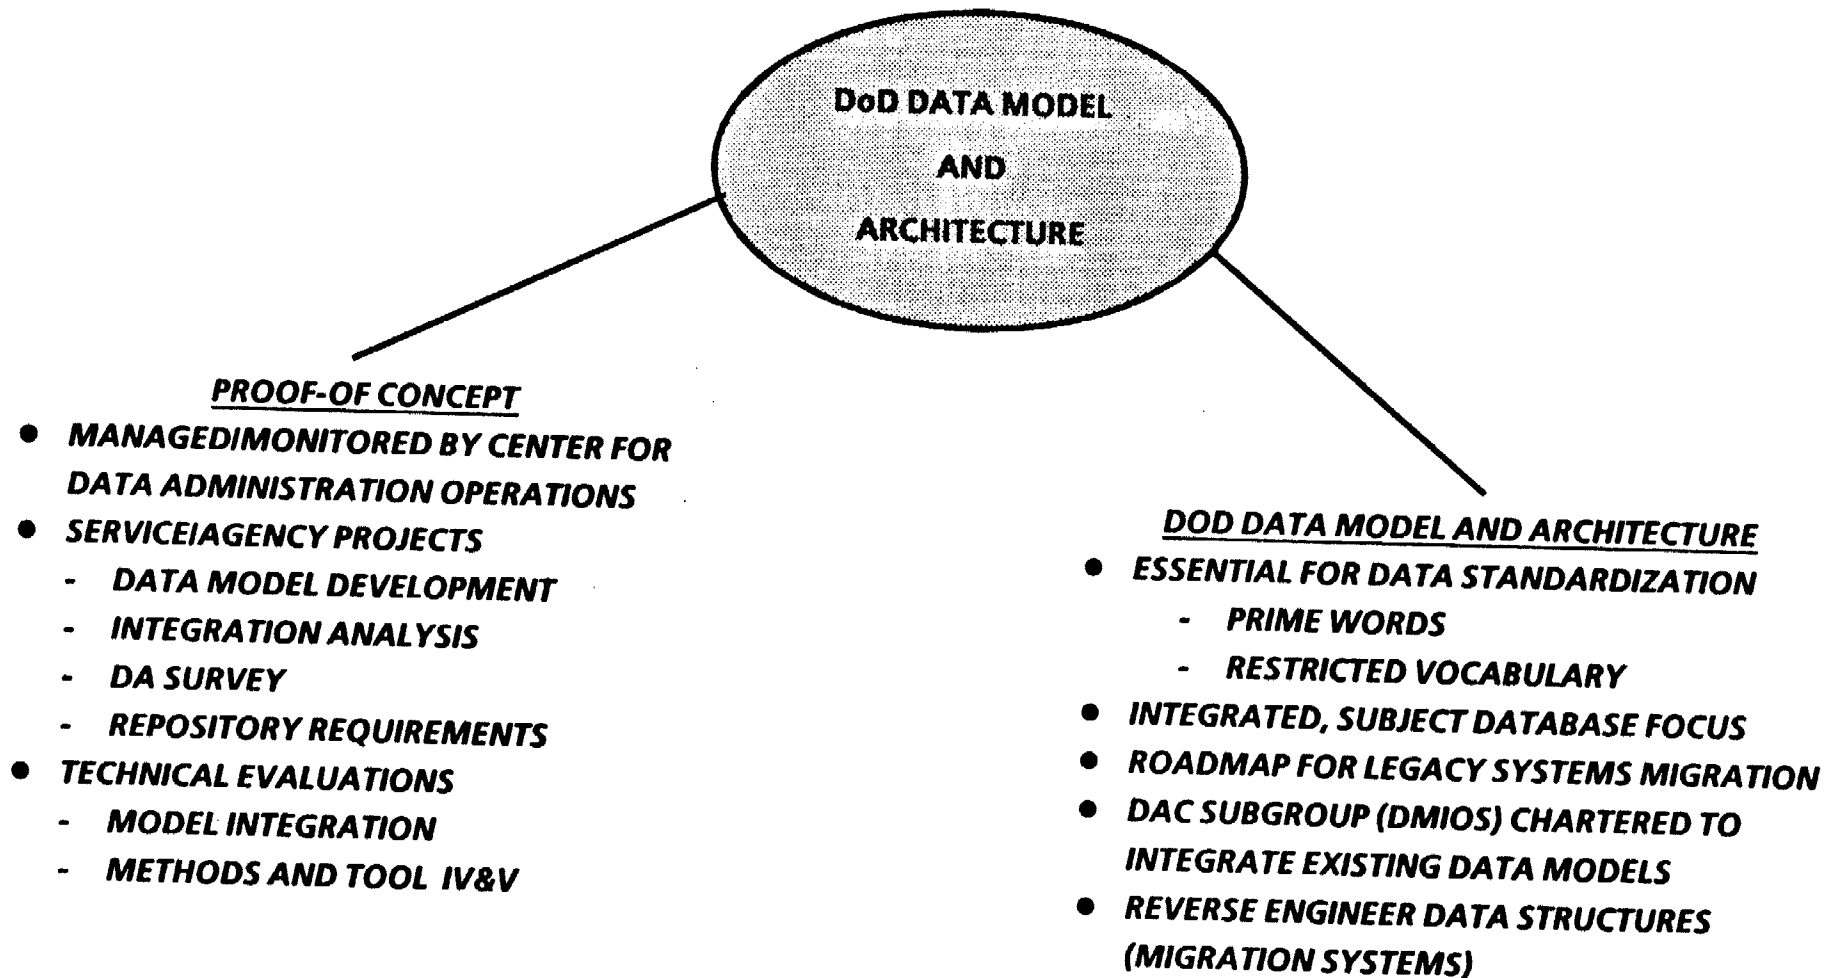 DoD DATA MODEL
AND
ARCHITECTURE
PROOF-OF CONCEPT
● MANAGEDIMONITORED BY CENTER FOR
DATA ADMINISTRATION OPERATIONS
● SERVICEIAGENCY PROJECTS
- DATA MODEL DEVELOPMENT
- INTEGRATION ANALYSIS
- DA SURVEY
- REPOSITORY REQUIREMENTS
● TECHNICAL EVALUATIONS
- MODEL INTEGRATION
- METHODS AND TOOL IV&V
DOD DATA MODEL AND ARCHITECTURE
● ESSENTIAL FOR DATA STANDARDIZATION
- PRIME WORDS
- RESTRICTED VOCABULARY
● INTEGRATED, SUBJECT DATABASE FOCUS
● ROADMAP FOR LEGACY SYSTEMS MIGRATION
● DAC SUBGROUP (DMIOS) CHARTERED TO
INTEGRATE EXISTING DATA MODELS
● REVERSE ENGINEER DATA STRUCTURES
(MIGRATION SYSTEMS)